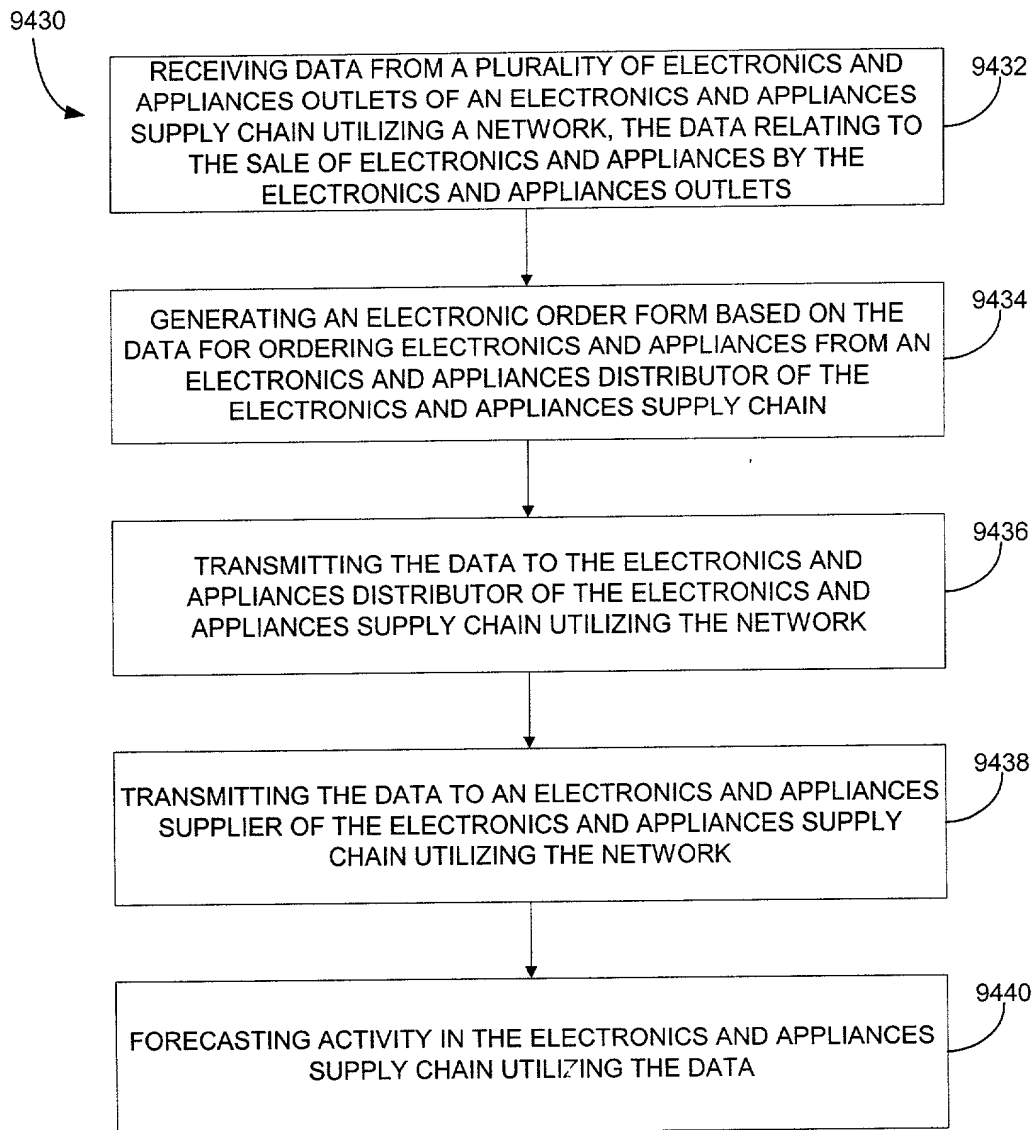 9430
RECEIVING DATA FROM A PLURALITY OF ELECTRONICS AND
APPLIANCES OUTLETS OF AN ELECTRONICS AND APPLIANCES
SUPPLY CHAIN UTILIZING A NETWORK, THE DATA RELATING TO
THE SALE OF ELECTRONICS AND APPLIANCES BY THE
ELECTRONICS AND APPLIANCES OUTLETS
9432
GENERATING AN ELECTRONIC ORDER FORM BASED ON THE
DATA FOR ORDERING ELECTRONICS AND APPLIANCES FROM AN
ELECTRONICS AND APPLIANCES DISTRIBUTOR OF THE
ELECTRONICS AND APPLIANCES SUPPLY CHAIN
9434
TRANSMITTING THE DATA TO THE ELECTRONICS AND
APPLIANCES DISTRIBUTOR OF THE ELECTRONICS AND
APPLIANCES SUPPLY CHAIN UTILIZING THE NETWORK
9436
TRANSMITTING THE DATA TO AN ELECTRONICS AND APPLIANCES
SUPPLIER OF THE ELECTRONICS AND APPLIANCES SUPPLY
CHAIN UTILIZING THE NETWORK
9438
FORECASTING ACTIVITY IN THE ELECTRONICS AND APPLIANCES
SUPPLY CHAIN UTILIZING THE DATA
9440